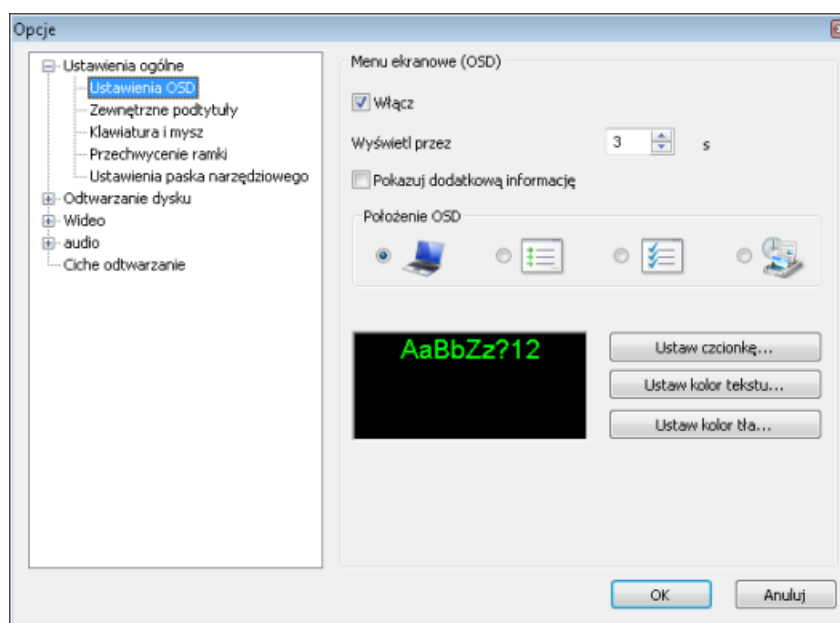 Opcje
Ustawienia ogólne
Ustawienia OSD
Zewnętrzne podtytuły
Klawiatura i mysz
Przechwycenie ramki
Ustawienia paska narzędziowego
Odtwarzanie dysku
Wideo
audio
Ciche odtwarzanie
Menu ekranowe (OSD)
Włącz
Wyświetl przez 3 s
Pokazuj dodatkową informację
Położenie OSD
AaBbZz?12
Ustaw czcionkę...
Ustaw kolor tekstu...
Ustaw kolor tła...
OK Anuluj